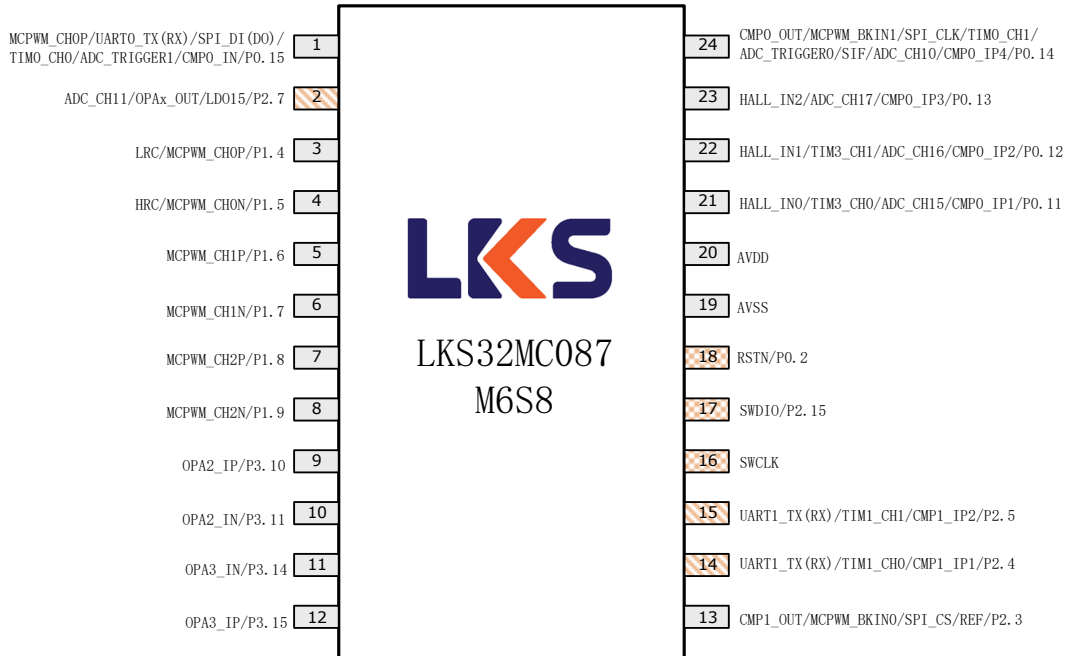 MCPWM_CH0P/UART0_TX(RX)/SPI_DI(DO)/
TIM0_CH0/ADC_TRIGGER1/CMP0_IN/P0.15
1
ADC_CH11/OPAx_OUT/LDO15/P2.7
2
LRC/MCPWM_CH0P/P1.4
3
HRC/MCPWM_CH0N/P1.5
4
MCPWM_CH1P/P1.6
5
MCPWM_CH1N/P1.7
6
MCPWM_CH2P/P1.8
7
MCPWM_CH2N/P1.9
8
OPA2_IP/P3.10
9
OPA2_IN/P3.11
10
OPA3_IN/P3.14
11
OPA3_IP/P3.15
12
LKS
LKS32MC087
M6S8
24
CMP0_OUT/MCPWM_BKIN1/SPI_CLK/TIM0_CH1/
ADC_TRIGGER0/SIF/ADC_CH10/CMP0_IP4/P0.14
23
HALL_IN2/ADC_CH17/CMP0_IP3/P0.13
22
HALL_IN1/TIM3_CH1/ADC_CH16/CMP0_IP2/P0.12
21
HALL_IN0/TIM3_CH0/ADC_CH15/CMP0_IP1/P0.11
20
AVDD
19
AVSS
18
RSTN/P0.2
17
SWDIO/P2.15
16
SWCLK
15
UART1_TX(RX)/TIM1_CH1/CMP1_IP2/P2.5
14
UART1_TX(RX)/TIM1_CH0/CMP1_IP1/P2.4
13
CMP1_OUT/MCPWM_BKIN0/SPI_CS/REF/P2.3